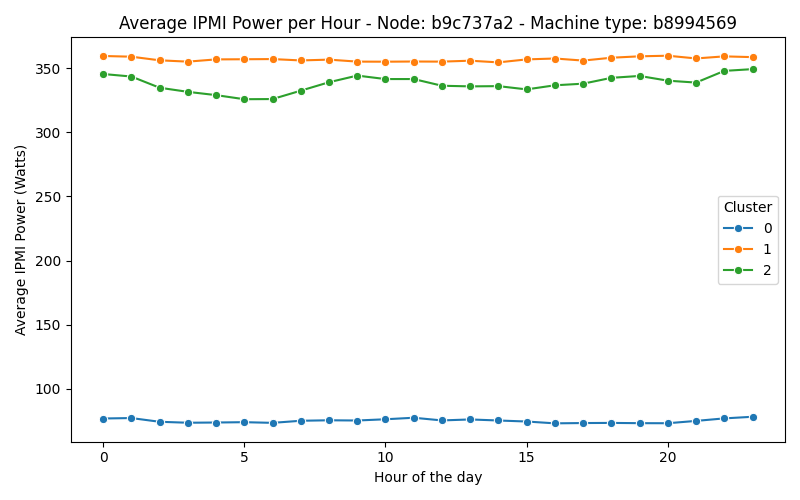 Average IPMI Power per Hour - Node: b9c737a2 - Machine type: b8994569
Average IPMI Power (Watts)
350
300
250
200
150
100
Cluster
0
1
2
0 5 10 15 20
Hour of the day